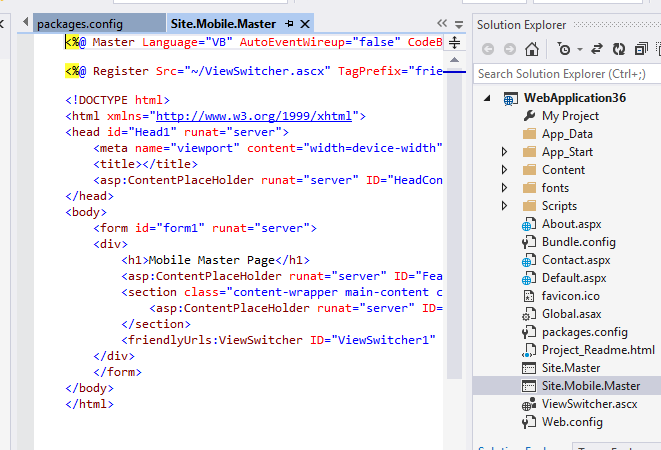 packages.config
Site.Mobile.Master
<%@ Master Language="VB" AutoEventWireup="false" CodeB
<%@ Register Src="~/ViewSwitcher.ascx" TagPrefix="frie
<!DOCTYPE html>
<html xmlns="http://www.w3.org/1999/xhtml">
<head id="Head1" runat="server">
<meta name="viewport" content="width=device-width"
<title></title>
<asp:ContentPlaceHolder runat="server" ID="HeadCon
</head>
<body>
<form id="form1" runat="server">
<div>
<h1>Mobile Master Page</h1>
<asp:ContentPlaceHolder runat="server" ID="Fea
<section class="content-wrapper main-content c
<asp:ContentPlaceHolder runat="server" ID=
</section>
<friendlyUrls:ViewSwitcher ID="ViewSwitcher1"
</div>
</form>
</body>
</html>
Solution Explorer
Search Solution Explorer (Ctrl+;)
WebApplication36
My Project
App_Data
App_Start
Content
fonts
Scripts
About.aspx
Bundle.config
Contact.aspx
Default.aspx
favicon.ico
Global.asax
packages.config
Project_Readme.html
Site.Master
Site.Mobile.Master
ViewSwitcher.ascx
Web.config